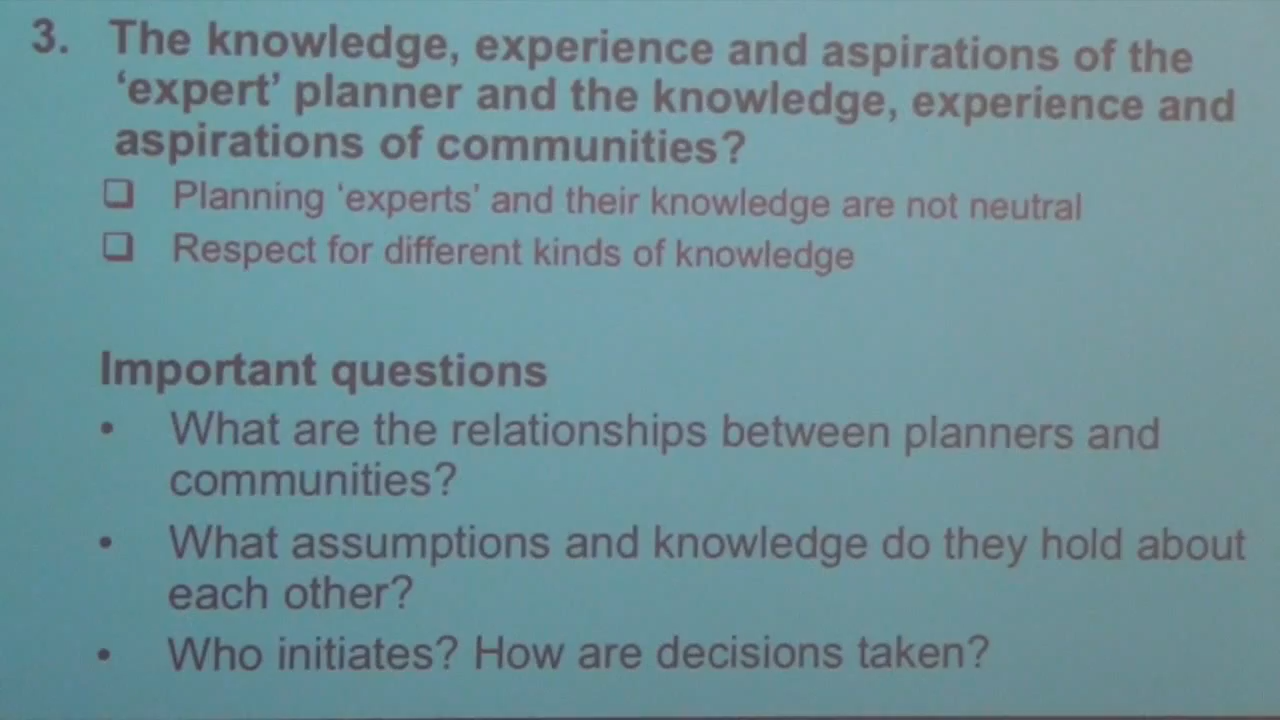 3. The knowledge, experience and aspirations of the
‘expert’ planner and the knowledge, experience and
aspirations of communities?
❑ Planning ‘experts’ and their knowledge are not neutral
❑ Respect for different kinds of knowledge
Important questions
• What are the relationships between planners and
communities?
• What assumptions and knowledge do they hold about
each other?
• Who initiates? How are decisions taken?